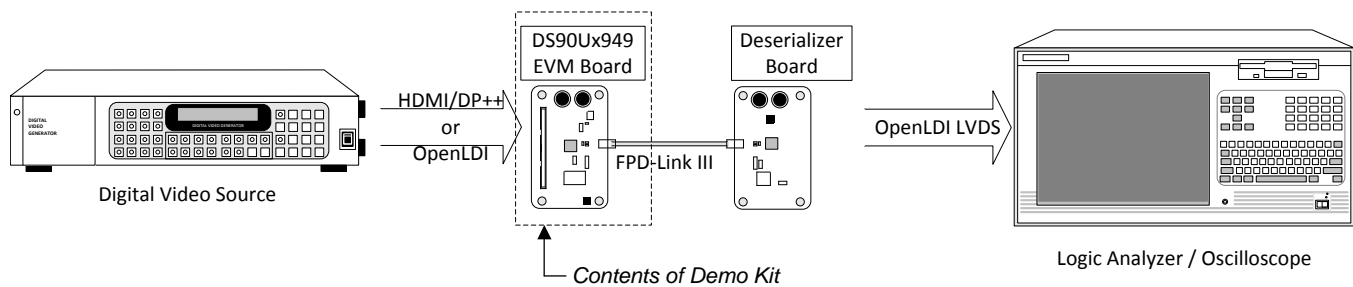 DS90Ux949
EVM Board
Deserializer
Board
DIGITAL
VIDEO
GENERATOR
DIGITAL VIDEO GENERATOR
HDMI/DP++
or
OpenLDI
FPD-Link III
OpenLDI LVDS
Digital Video Source
Contents of Demo Kit
Logic Analyzer / Oscilloscope